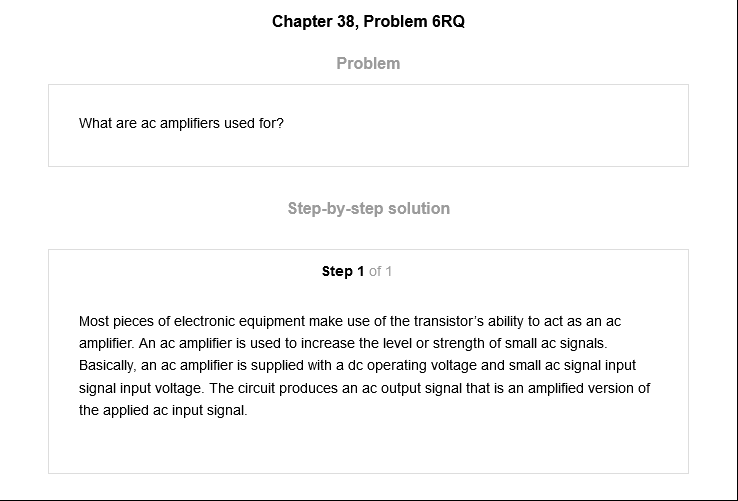 Chapter 38, Problem 6RQ
Problem
What are ac amplifiers used for?
Step-by-step solution
Step 1 of 1
Most pieces of electronic equipment make use of the transistor's ability to act as an ac
amplifier. An ac amplifier is used to increase the level or strength of small ac signals.
Basically, an ac amplifier is supplied with a dc operating voltage and small ac signal input
signal input voltage. The circuit produces an ac output signal that is an amplified version of
the applied ac input signal.